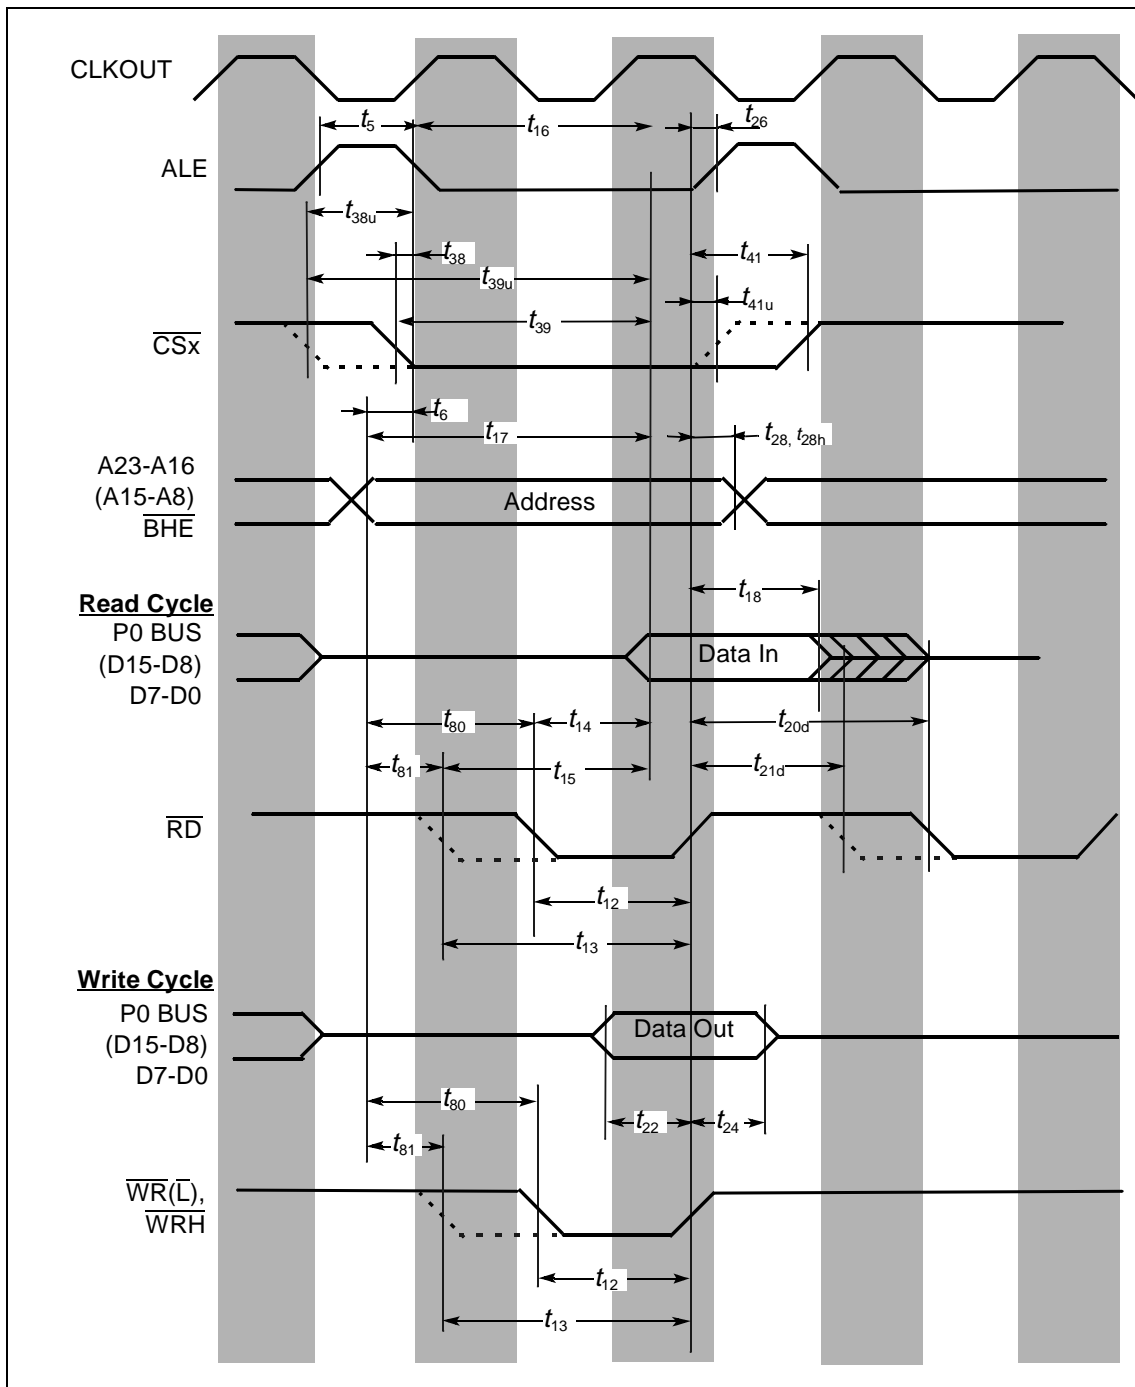 CLKOUT
t5
t16
t26
ALE
t38u
t38
t41
t39u
t41u
t39
CSx
t6
t17
t28, t28h
A23-A16
(A15-A8)
BHE
Address
t18
Read Cycle
P0 BUS
(D15-D8)
D7-D0
Data In
t80
t14
t20d
t81
t15
t21d
RD
t12
t13
Write Cycle
P0 BUS
(D15-D8)
D7-D0
Data Out
t80
t22
t24
t81
WR(L),
WRH
t12
t13